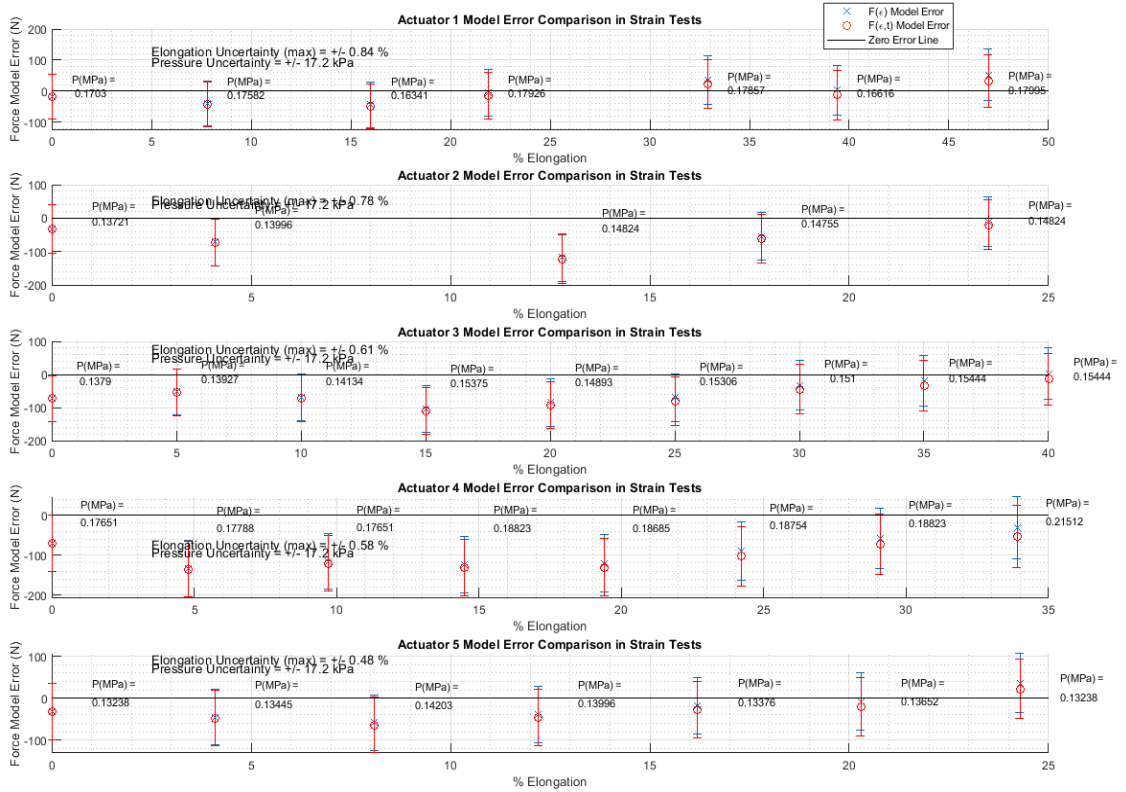 Actuator 1 Model Error Comparison in Strain Tests
F(ϵ) Model Error
F(ϵ,t) Model Error
Zero Error Line
Force Model Error (N)
200
100
0
-100
Elongation Uncertainty (max) = +/- 0.84 %
Pressure Uncertainty = +/- 17.2 kPa
P(MPa) =
0.1703
P(MPa) =
0.17582
P(MPa) =
0.16341
P(MPa) =
0.17926
P(MPa) =
0.17857
P(MPa) =
0.16616
P(MPa) =
0.17995
0 5 10 15 20 25 30 35 40 45 50
% Elongation
Actuator 2 Model Error Comparison in Strain Tests
Force Model Error (N)
100
0
-100
-200
Elongation Uncertainty (max) = +/- 0.78 %
Pressure Uncertainty = +/- 17.2 kPa
P(MPa) =
0.13721
P(MPa) =
0.13996
P(MPa) =
0.14824
P(MPa) =
0.14755
P(MPa) =
0.14824
0 5 10 15 20 25
% Elongation
Actuator 3 Model Error Comparison in Strain Tests
Force Model Error (N)
100
0
-100
-200
Elongation Uncertainty (max) = +/- 0.61 %
Pressure Uncertainty = +/- 17.2 kPa
P(MPa) =
0.1379
P(MPa) =
0.13927
P(MPa) =
0.14134
P(MPa) =
0.15375
P(MPa) =
0.14893
P(MPa) =
0.15306
P(MPa) =
0.151
P(MPa) =
0.15444
P(MPa) =
0.15444
0 5 10 15 20 25 30 35 40
% Elongation
Actuator 4 Model Error Comparison in Strain Tests
Force Model Error (N)
0
-100
-200
Elongation Uncertainty (max) = +/- 0.58 %
Pressure Uncertainty = +/- 17.2 kPa
P(MPa) =
0.17651
P(MPa) =
0.17788
P(MPa) =
0.17651
P(MPa) =
0.18823
P(MPa) =
0.18685
P(MPa) =
0.18754
P(MPa) =
0.18823
P(MPa) =
0.21512
0 5 10 15 20 25 30 35
% Elongation
Actuator 5 Model Error Comparison in Strain Tests
Force Model Error (N)
100
0
-100
Elongation Uncertainty (max) = +/- 0.48 %
Pressure Uncertainty = +/- 17.2 kPa
P(MPa) =
0.13238
P(MPa) =
0.13445
P(MPa) =
0.14203
P(MPa) =
0.13996
P(MPa) =
0.13376
P(MPa) =
0.13652
P(MPa) =
0.13238
0 5 10 15 20 25
% Elongation